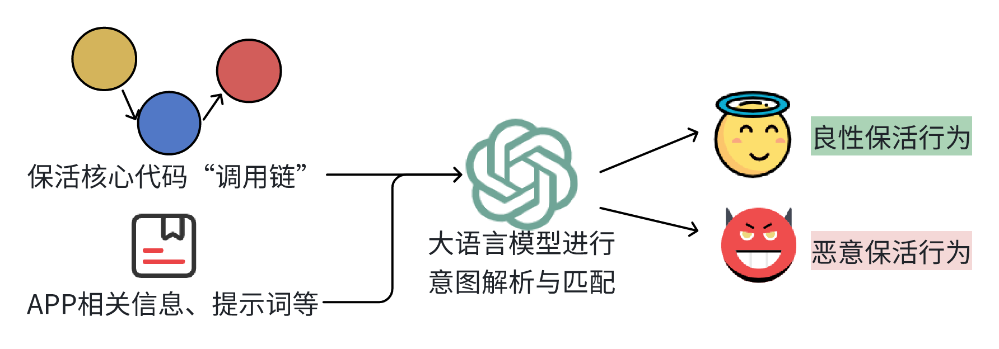 保活核心代码“调用链”
APP相关信息、提示词等
大语言模型进行
意图解析与匹配
良性保活行为
恶意保活行为